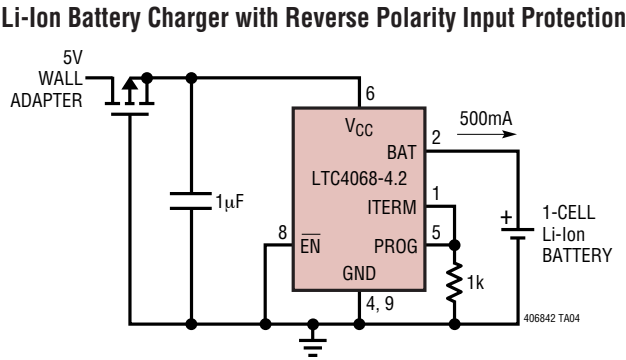 Li-Ion Battery Charger with Reverse Polarity Input Protection
5V
WALL
ADAPTER
6
VCC
500mA
2
BAT
LTC4068-4.2
1
ITERM
1μF
8
EN
5
PROG
+
1-CELL
Li-Ion
BATTERY
GND
1k
4, 9
406842 TA04